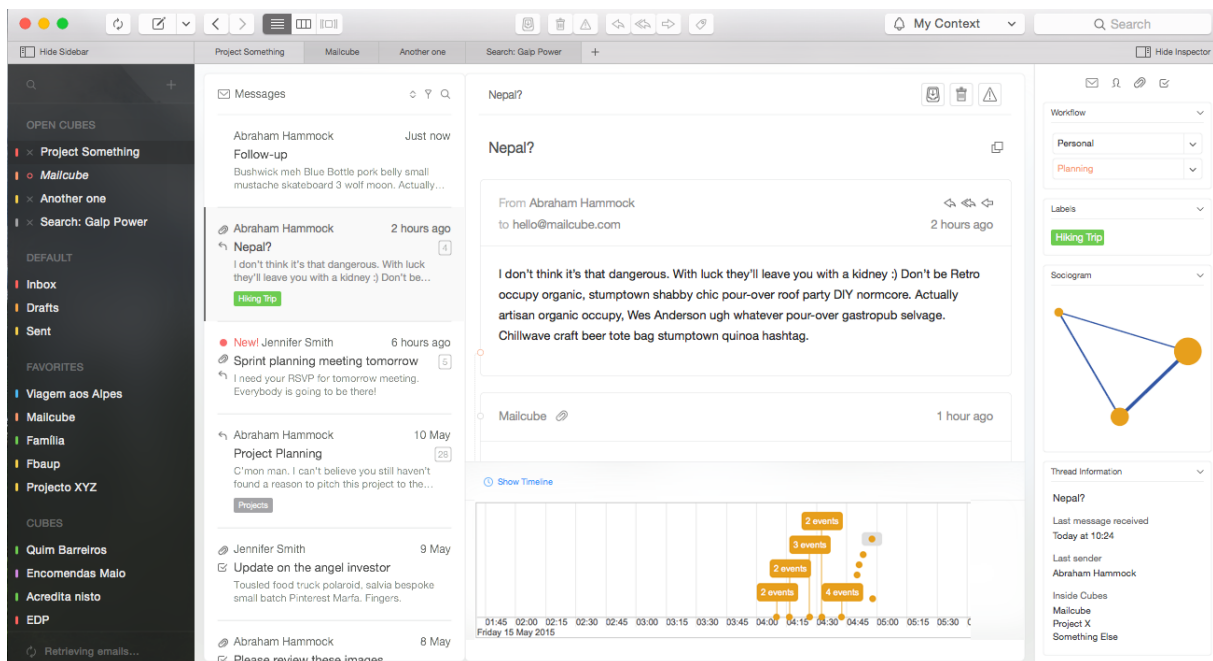 My Context
Search
Hide Sidebar
Project Something
Mailcube
Another one
Search: Galp Power
+
Hide Inspector
OPEN CUBES
Project Something
Mailcube
Another one
Search: Galp Power
DEFAULT
Inbox
Drafts
Sent
FAVORITES
Viagem aos Alpes
Mailcube
Família
Fbaup
Projecto XYZ
CUBES
Quim Barreiros
Encomendas Maio
Acredita nisto
EDP
Retrieving emails...
Messages
Abraham Hammock Just now
Follow-up
Bushwick meh Blue Bottle pork belly small
mustache skateboard 3 wolf moon. Actually...
Abraham Hammock 2 hours ago
Nepal? 4
I don't think it's that dangerous. With luck
they'll leave you with a kidney :) Don't be...
Hiking Trip
New! Jennifer Smith 6 hours ago
Sprint planning meeting tomorrow 5
I need your RSVP for tomorrow meeting.
Everybody is going to be there!
Abraham Hammock 10 May
Project Planning 28
C'mon man. I can't believe you still haven't
found a reason to pitch this project to the...
Projects
Jennifer Smith 9 May
Update on the angel investor
Tousled food truck polaroid, salvia bespoke
small batch Pinterest Marfa. Fingers.
Abraham Hammock 8 May
Please review these images
Nepal?
Nepal?
From Abraham Hammock
to hello@mailcube.com 2 hours ago
I don't think it's that dangerous. With luck they'll leave you with a kidney :) Don't be Retro
occupy organic, stumptown shabby chic pour-over roof party DIY normcore. Actually
artisan organic occupy, Wes Anderson ugh whatever pour-over gastropub selvage.
Chillwave craft beer tote bag stumptown quinoa hashtag.
Mailcube 1 hour ago
Show Timeline
2 events
3 events
2 events
2 events
4 events
01:45 02:00 02:15 02:30 02:45 03:00 03:15 03:30 03:45 04:00 04:15 04:30 04:45 05:00 05:15 05:30
Friday 15 May 2015
Workflow
Personal
Planning
Labels
Hiking Trip
Sociogram
Thread Information
Nepal?
Last message received
Today at 10:24
Last sender
Abraham Hammock
Inside Cubes
Mailcube
Project X
Something Else